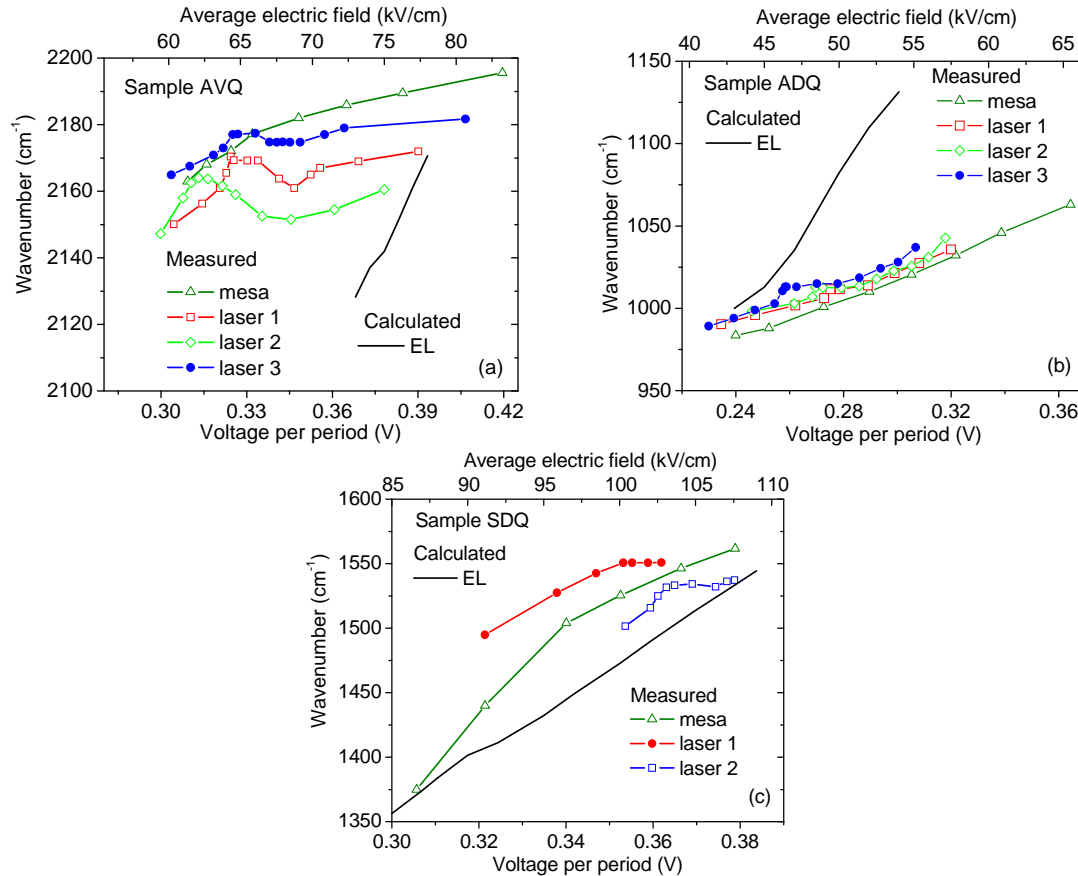 Average electric field (kV/cm)
60 65 70 75 80
2200
2180
2160
2140
2120
2100
Wavenumber (cm⁻¹)
Sample AVQ
Measured
mesa
laser 1
laser 2
laser 3
Calculated
EL
(a)
0.30 0.33 0.36 0.39 0.42
Voltage per period (V)
Average electric field (kV/cm)
40 45 50 55 60 65
1150
1100
1050
1000
950
Wavenumber (cm⁻¹)
Sample ADQ
Calculated
EL
Measured
mesa
laser 1
laser 2
laser 3
(b)
0.24 0.28 0.32 0.36
Voltage per period (V)
Average electric field (kV/cm)
85 90 95 100 105 110
1600
1550
1500
1450
1400
1350
Wavenumber (cm⁻¹)
Sample SDQ
Calculated
EL
Measured
mesa
laser 1
laser 2
(c)
0.30 0.32 0.34 0.36 0.38
Voltage per period (V)